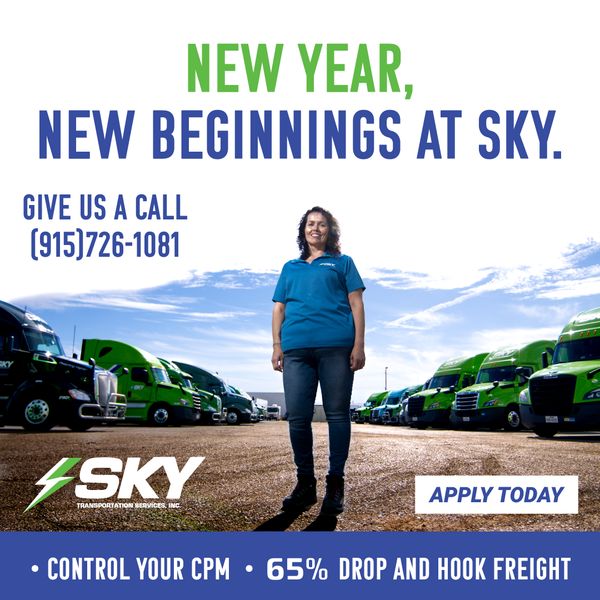 NEW YEAR,
NEW BEGINNINGS AT SKY.
GIVE US A CALL
(915)726-1081
SKY
TRANSPORTATION SERVICES, INC.
APPLY TODAY
• CONTROL YOUR CPM • 65% DROP AND HOOK FREIGHT